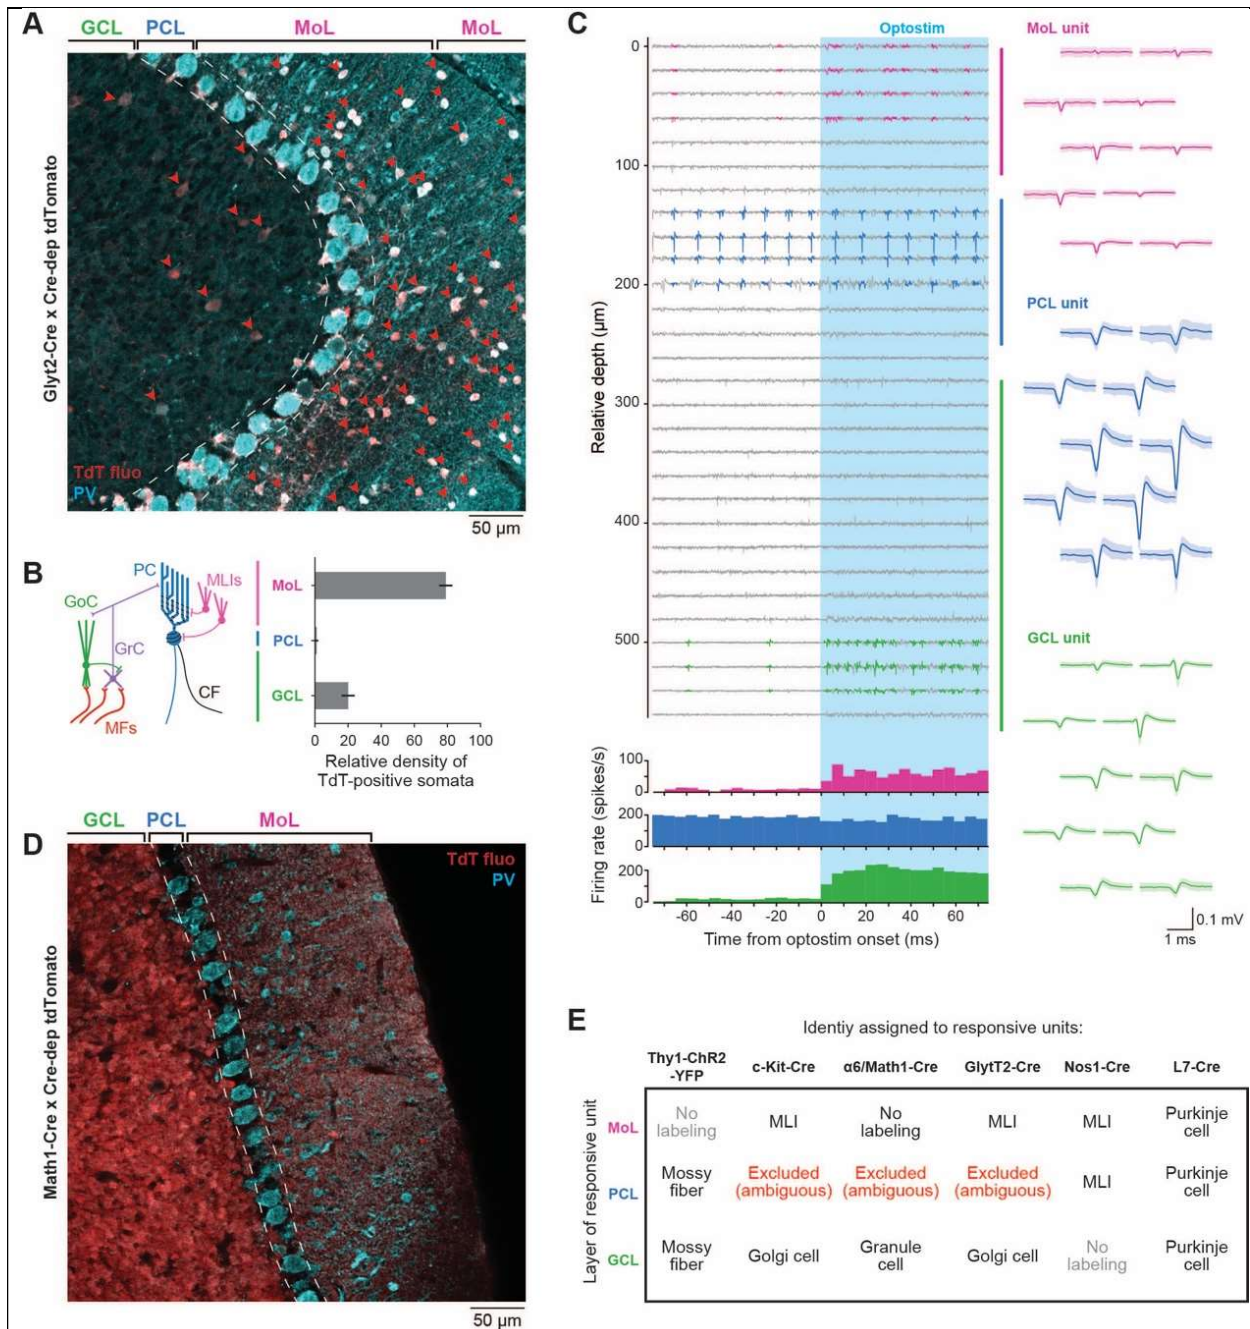 A
GCL PCL MoL MoL
Glyt2-Cre x Cre-dep tdTomato
TdT fluo
PV
50 µm
B
PC
MLIs
GoC
GrC
CF
MFs
MoL
PCL
GCL
0 20 40 60 80 100
Relative density of
TdT-positive somata
C
Optostim
0
100
200
300
400
500
Relative depth (µm)
100
0
200
0
200
0
Firing rate (spikes/s)
-60 -40 -20 0 20 40 60
Time from optostim onset (ms)
MoL unit
PCL unit
GCL unit
0.1 mV
1 ms
D
GCL PCL MoL
Math1-Cre x Cre-dep tdTomato
TdT fluo
PV
50 µm
E
Identiy assigned to responsive units:
Thy1-ChR2
-YFP
c-Kit-Cre
α6/Math1-Cre
GlytT2-Cre
Nos1-Cre
L7-Cre
Layer of responsive unit
MoL
No
labeling
MLI
No
labeling
MLI
MLI
Purkinje
cell
PCL
Mossy
fiber
Excluded
(ambiguous)
Excluded
(ambiguous)
Excluded
(ambiguous)
MLI
Purkinje
cell
GCL
Mossy
fiber
Golgi cell
Granule
cell
Golgi cell
No
labeling
Purkinje
cell